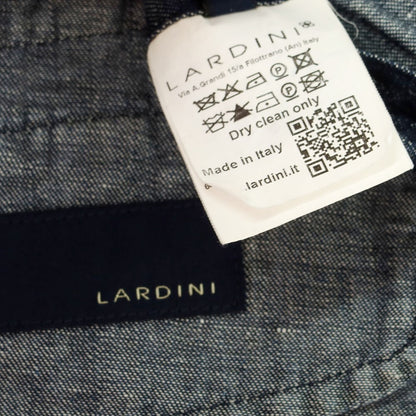 LARDINI
Via A.Grandi 15/a Filottrano (An) Italy
Dry clean only
Made in Italy
.lardini.it
LARDINI